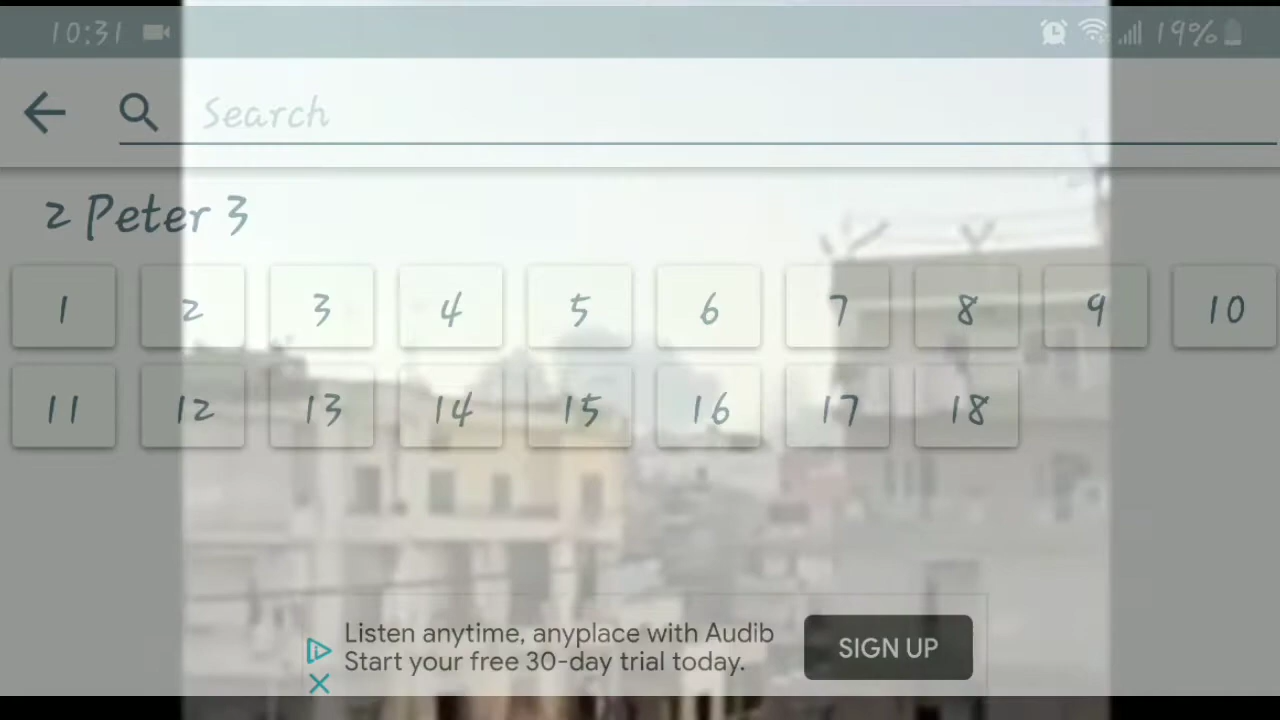 10:31 19%
Search
2 Peter 3
1 2 3 4 5 6 7 8 9 10
11 12 13 14 15 16 17 18
Listen anytime, anyplace with Audib
Start your free 30-day trial today.
SIGN UP